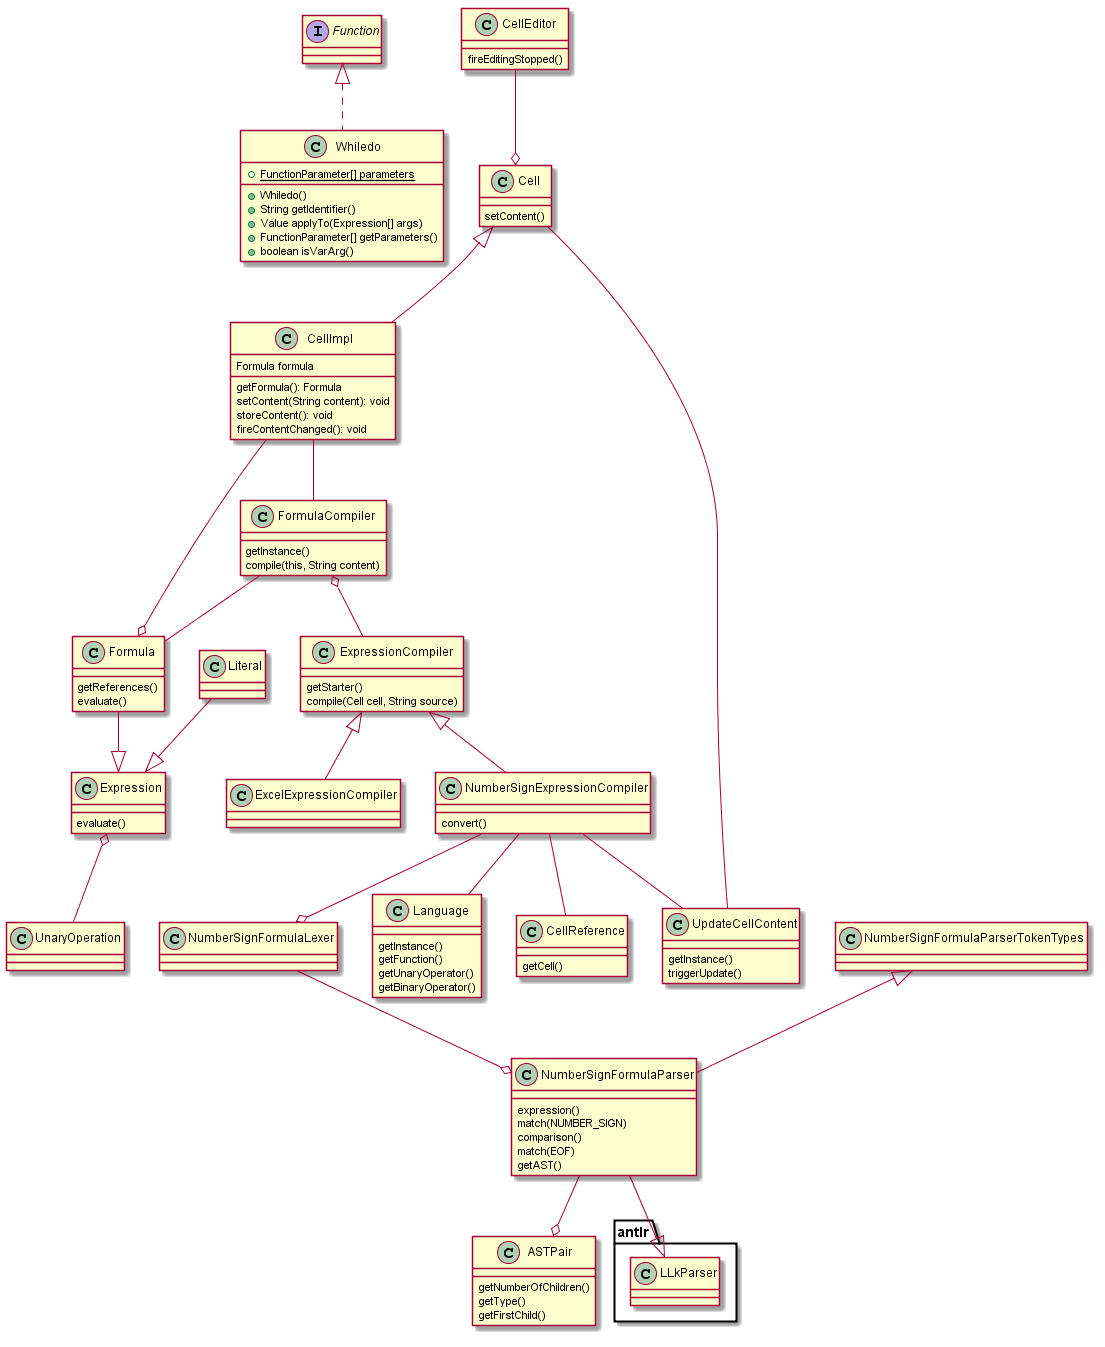 I Function
C CellEditor
fireEditingStopped()
C Whiledo
FunctionParameter[] parameters
Whiledo()
String getIdentifier()
Value applyTo(Expression[] args)
FunctionParameter[] getParameters()
boolean isVarArg()
C Cell
setContent()
C CellImpl
Formula formula
getFormula(): Formula
setContent(String content): void
storeContent(): void
fireContentChanged(): void
C FormulaCompiler
getInstance()
compile(this, String content)
C Formula
getReferences()
evaluate()
C Literal
C ExpressionCompiler
getStarter()
compile(Cell cell, String source)
C Expression
evaluate()
C ExcelExpressionCompiler
C NumberSignExpressionCompiler
convert()
C UnaryOperation
C NumberSignFormulaLexer
C Language
getInstance()
getFunction()
getUnaryOperator()
getBinaryOperator()
C CellReference
getCell()
C UpdateCellContent
getInstance()
triggerUpdate()
C NumberSignFormulaParserTokenTypes
C NumberSignFormulaParser
expression()
match(NUMBER_SIGN)
comparison()
match(EOF)
getAST()
C ASTPair
getNumberOfChildren()
getType()
getFirstChild()
antlr
C LLkParser